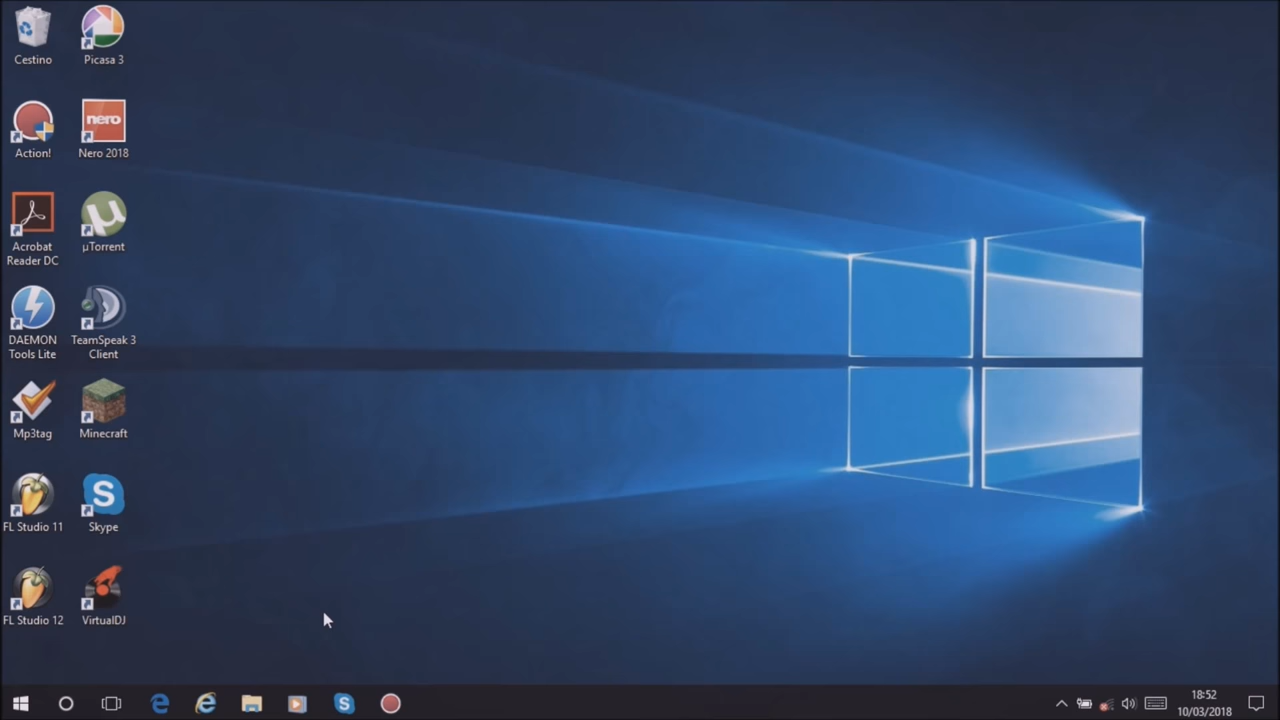 Cestino
Picasa 3
Action!
nero
Nero 2018
Acrobat
Reader DC
µ
µTorrent
DAEMON
Tools Lite
TeamSpeak 3
Client
Mp3tag
Minecraft
FL Studio 11
S
Skype
FL Studio 12
VirtualDJ
S
18:52
10/03/2018